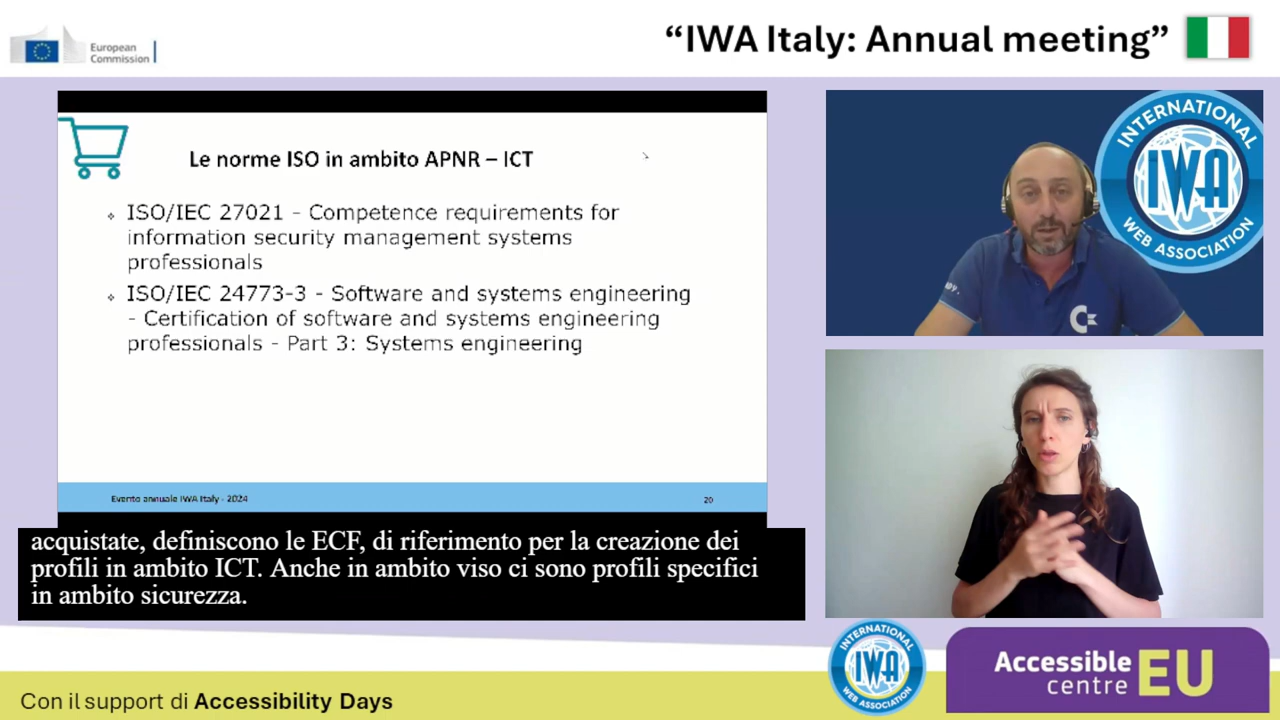 European
Commission
“IWA Italy: Annual meeting”
Le norme ISO in ambito APNR – ICT
ISO/IEC 27021 - Competence requirements for
information security management systems
professionals
ISO/IEC 24773-3 - Software and systems engineering
- Certification of software and systems engineering
professionals - Part 3: Systems engineering
Evento annuale IWA Italy - 2024
20
INTERNATIONAL
IWA
WEB ASSOCIATION
acquistate, definiscono le ECF, di riferimento per la creazione dei
profili in ambito ICT. Anche in ambito viso ci sono profili specifici
in ambito sicurezza.
INTERNATIONAL
IWA
WEB ASSOCIATION
Accessible
centre
EU
Con il support di Accessibility Days